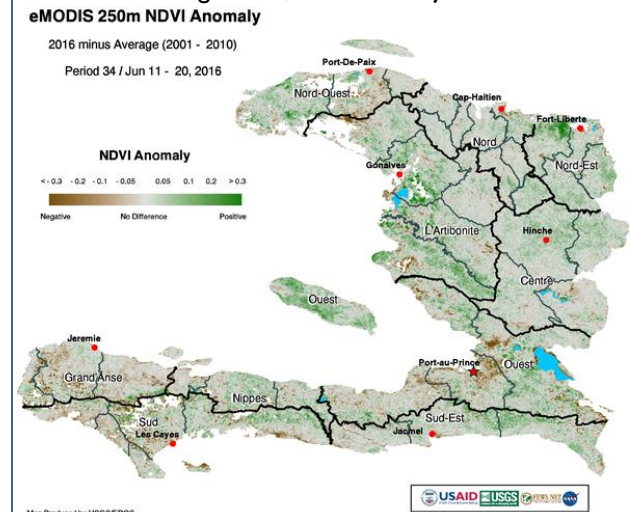 eMODIS 250m NDVI Anomaly
2016 minus Average (2001 - 2010)
Period 34 / Jun 11 - 20, 2016
Port-De-Paix
Nord-Ouest
Cap-Haitien
Fort-Liberte
Nord
Nord-Est
NDVI Anomaly
< - 0.3 -0.2 -0.1 -0.05 0.05 0.1 0.2 > 0.3
Negative No Difference Positive
Gonaives
L'Artibonite
Hinche
Centre
Ouest
Jeremie
Grand'Anse
Port-au-Prince
Ouest
Nippes
Sud
Les Cayes
Sud-Est
Jacmel
USAID
USGS
FEWS NET
NASA